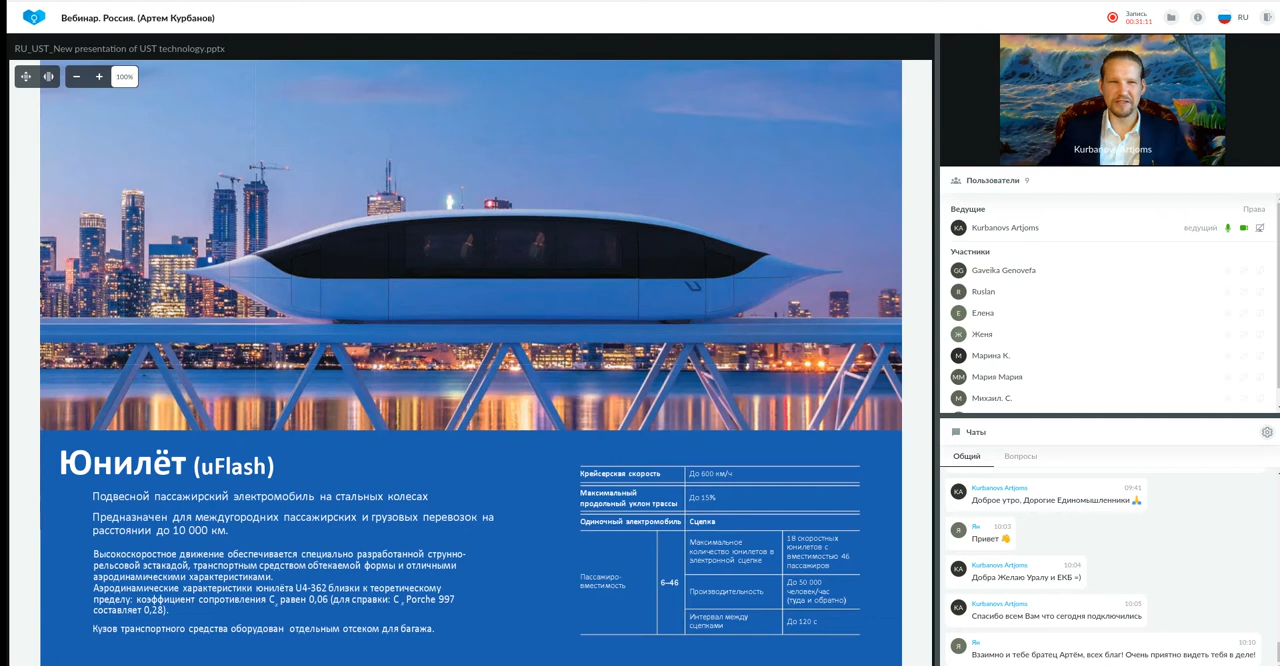 Вебинар. Россия. (Артем Курбанов)
Запись
00:31:11
RU
RU_UST_New presentation of UST technology.pptx
100%
Kurbanovs Artjoms
Юнилёт (uFlash)
Подвесной пассажирский электромобиль на стальных колесах
Предназначен для междугородних пассажирских и грузовых перевозок на
расстоянии до 10 000 км.
Высокоскоростное движение обеспечивается специально разработанной струнно-
рельсовой эстакадой, транспортным средством обтекаемой формы и отличными
аэродинамическими характеристиками.
Аэродинамические характеристики юнилёта U4-362 близки к теоретическому
пределу: коэффициент сопротивления Cx равен 0,06 (для справки: Cx Porche 997
составляет 0,28).
Кузов транспортного средства оборудован отдельным отсеком для багажа.
Крейсерская скорость
До 600 км/ч
Максимальный
продольный уклон трассы
До 15%
Одиночный электромобиль
Сцепка
Пассажиро-
вместимость
6–46
Максимальное
количество юнилетов в
электронной сцепке
18 скоростных
юнилетов с
вместимостью 46
пассажиров
Производительность
До 50 000
человек/час
(туда и обратно)
Интервал между
сцепками
До 120 с
Пользователи 9
Ведущие
Права
KA
Kurbanovs Artjoms
ведущий
Участники
GG
Gaveika Genovefa
R
Ruslan
Е
Елена
Ж
Женя
М
Марина К.
ММ
Мария Мария
М
Михаил. С.
Чаты
Общий
Вопросы
KA
Kurbanovs Artjoms
09:41
Доброе утро, Дорогие Единомышленники 🙏
Я
Ян
10:03
Привет 👋
KA
Kurbanovs Artjoms
10:04
Добра Желаю Уралу и ЕКБ =)
KA
Kurbanovs Artjoms
10:05
Спасибо всем Вам что сегодня подключились
Я
Ян
10:10
Взаимно и тебе братец Артём, всех благ! Очень приятно видеть тебя в деле!